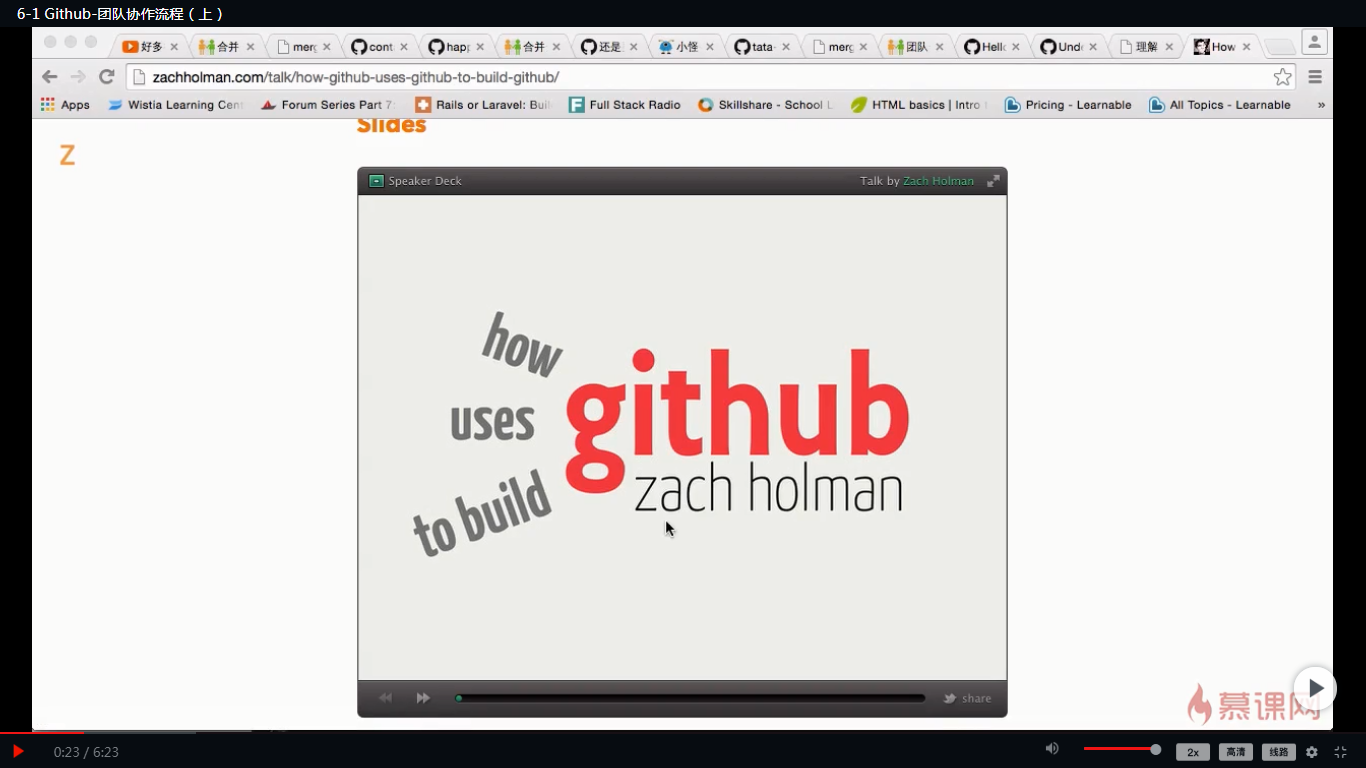 6-1 Github-团队协作流程（上）
好多
合并
merg
cont
happ
合并
还是
小怪
tata-
merg
团队
Hello
Unde
理解
How
zachholman.com/talk/how-github-uses-github-to-build-github/
Apps
Wistia Learning Cent
Forum Series Part 7:
Rails or Laravel: Buil
Full Stack Radio
Skillshare - School L
HTML basics | Intro
Pricing - Learnable
All Topics - Learnable
»
Slides
Z
Speaker Deck
Talk by Zach Holman
how
uses
to build
github
zach holman
share
慕课网
0:23 / 6:23
2x
高清
线路